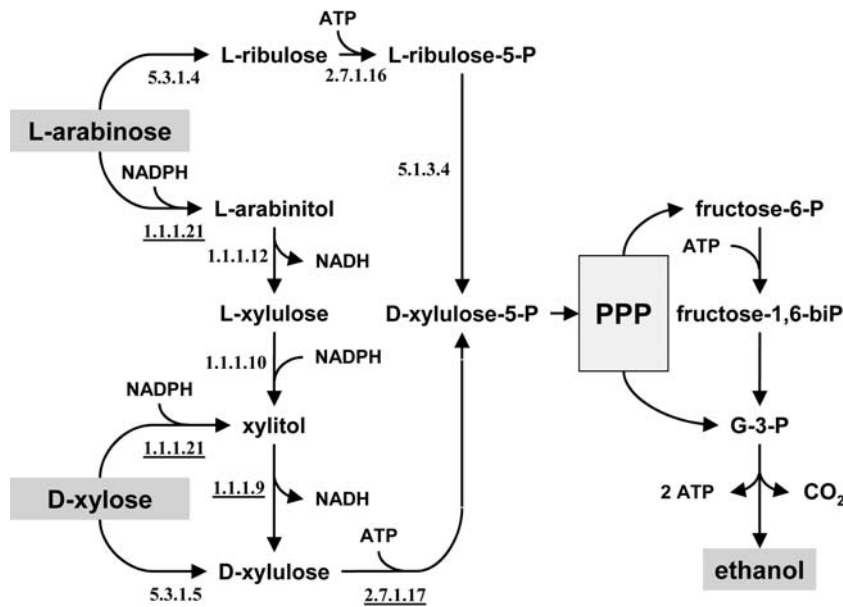 ATP
L-ribulose
L-ribulose-5-P
5.3.1.4
2.7.1.16
L-arabinose
NADPH
5.1.3.4
L-arabinitol
fructose-6-P
1.1.1.21
1.1.1.12
NADH
ATP
L-xylulose
D-xylulose-5-P
PPP
fructose-1,6-biP
1.1.1.10
NADPH
NADPH
xylitol
G-3-P
1.1.1.21
D-xylose
1.1.1.9
NADH
2 ATP
CO₂
ATP
D-xylulose
ethanol
5.3.1.5
2.7.1.17